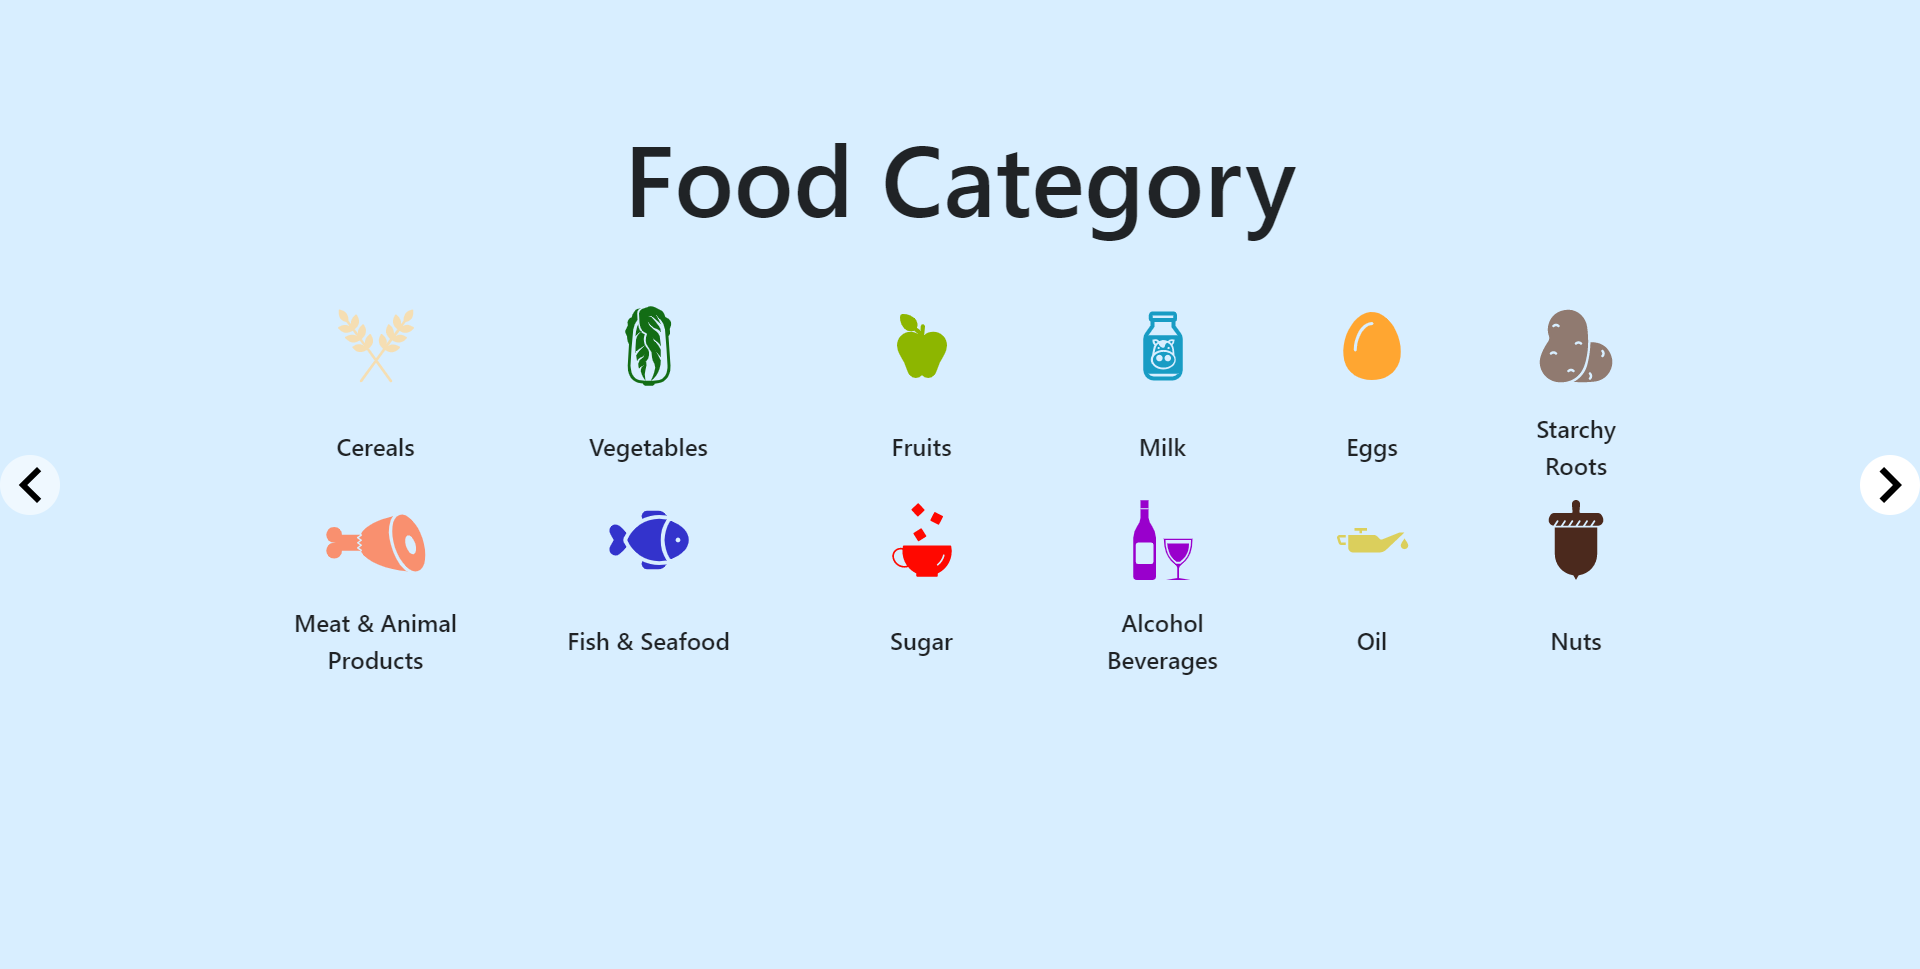 Food Category
Cereals
Vegetables
Fruits
Milk
Eggs
Starchy
Roots
Meat & Animal
Products
Fish & Seafood
Sugar
Alcohol
Beverages
Oil
Nuts